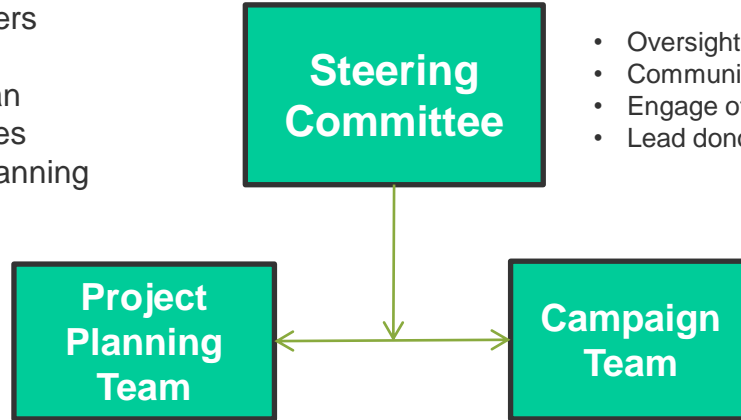 ers
an
es
anning
Steering
Committee
• Oversight
• Communi
• Engage o
• Lead don
Project
Planning
Team
Campaign
Team